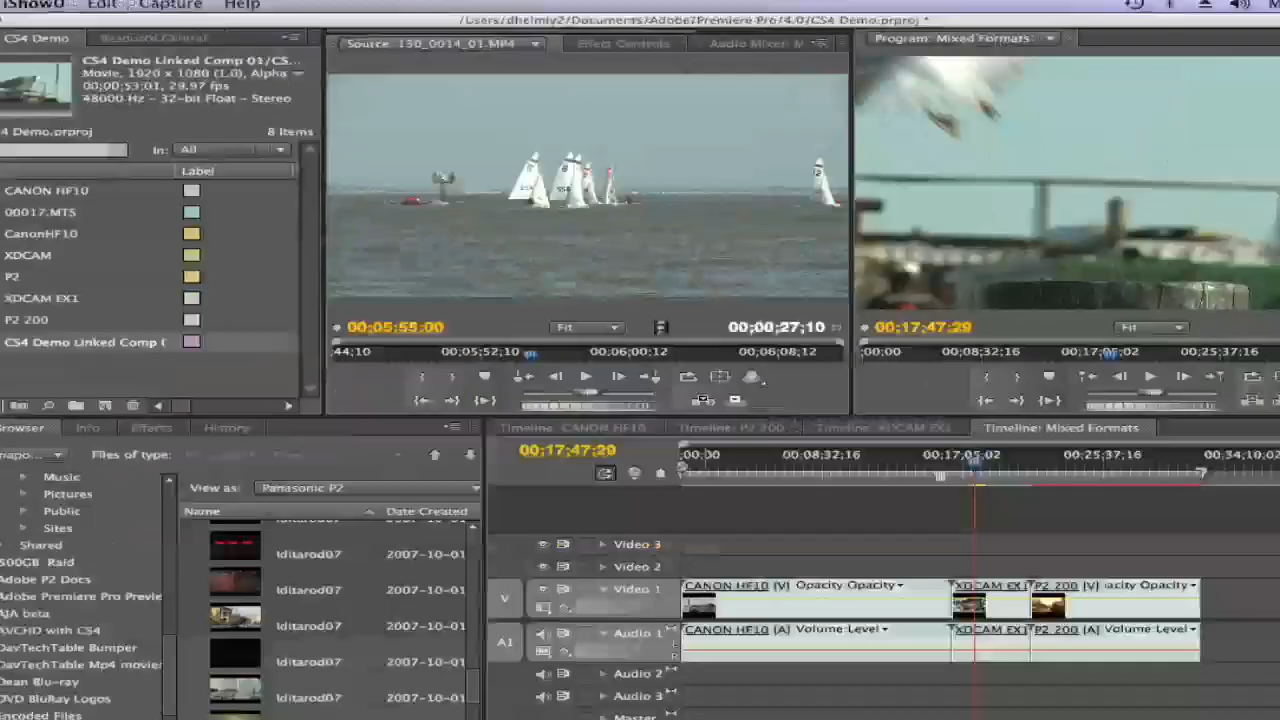 iShowU Edit Capture Help
/Users/dhelmly2/Documents/Adobe/Premiere Pro/4.0/CS4 Demo.prproj *
CS4 Demo
CS4 Demo Linked Comp 01/CS...
Movie, 1920 x 1080 (1.0), Alpha
00;00;53;01, 29.97 fps
48000 Hz - 32-bit Float - Stereo
4 Demo.prproj 8 Items
In: All
Label
CANON HF10
00017.MTS
CanonHF10
XDCAM
P2
XDCAM EX1
P2 200
CS4 Demo Linked Comp (
Source: 130_0014_01.MP4 Effect Controls Audio Mixer: M
00;05;55;00 Fit 00;00;27;10
;44;10 00;05;52;10 00;06;00;12 00;06;08;12
Program: Mixed Formats
00;17;47;29 Fit
;00;00 00;08;32;16 00;17;05;02 00;25;37;16
Browser Info Effects History
Files of type:
Music
Pictures
Public
Sites
Shared
500GB Raid
Adobe P2 Docs
Adobe Premiere Pro Previe
AJA beta
AVCHD with CS4
DavTechTable Bumper
DavTechTable Mp4 movie
Dean Blu-ray
DVD BluRay Logos
Encoded Files
View as: Panasonic P2
Name Date Created
Iditarod07 2007-10-01
Iditarod07 2007-10-01
Iditarod07 2007-10-01
Iditarod07 2007-10-01
Iditarod07 2007-10-01
Timeline: CANON HF10 Timeline: P2 200 Timeline: XDCAM EX1 Timeline: Mixed Formats
00;17;47;29
;00;00 00;08;32;16 00;17;05;02 00;25;37;16 00;34;10;02
Video 3
Video 2
V Video 1 CANON HF10 [V] Opacity:Opacity XDCAM EX1 P2 200 [V] acity:Opacity
A1 Audio 1 CANON HF10 [A] Volume:Level XDCAM EX1 P2 200 [A] Volume:Level
Audio 2
Audio 3
Master